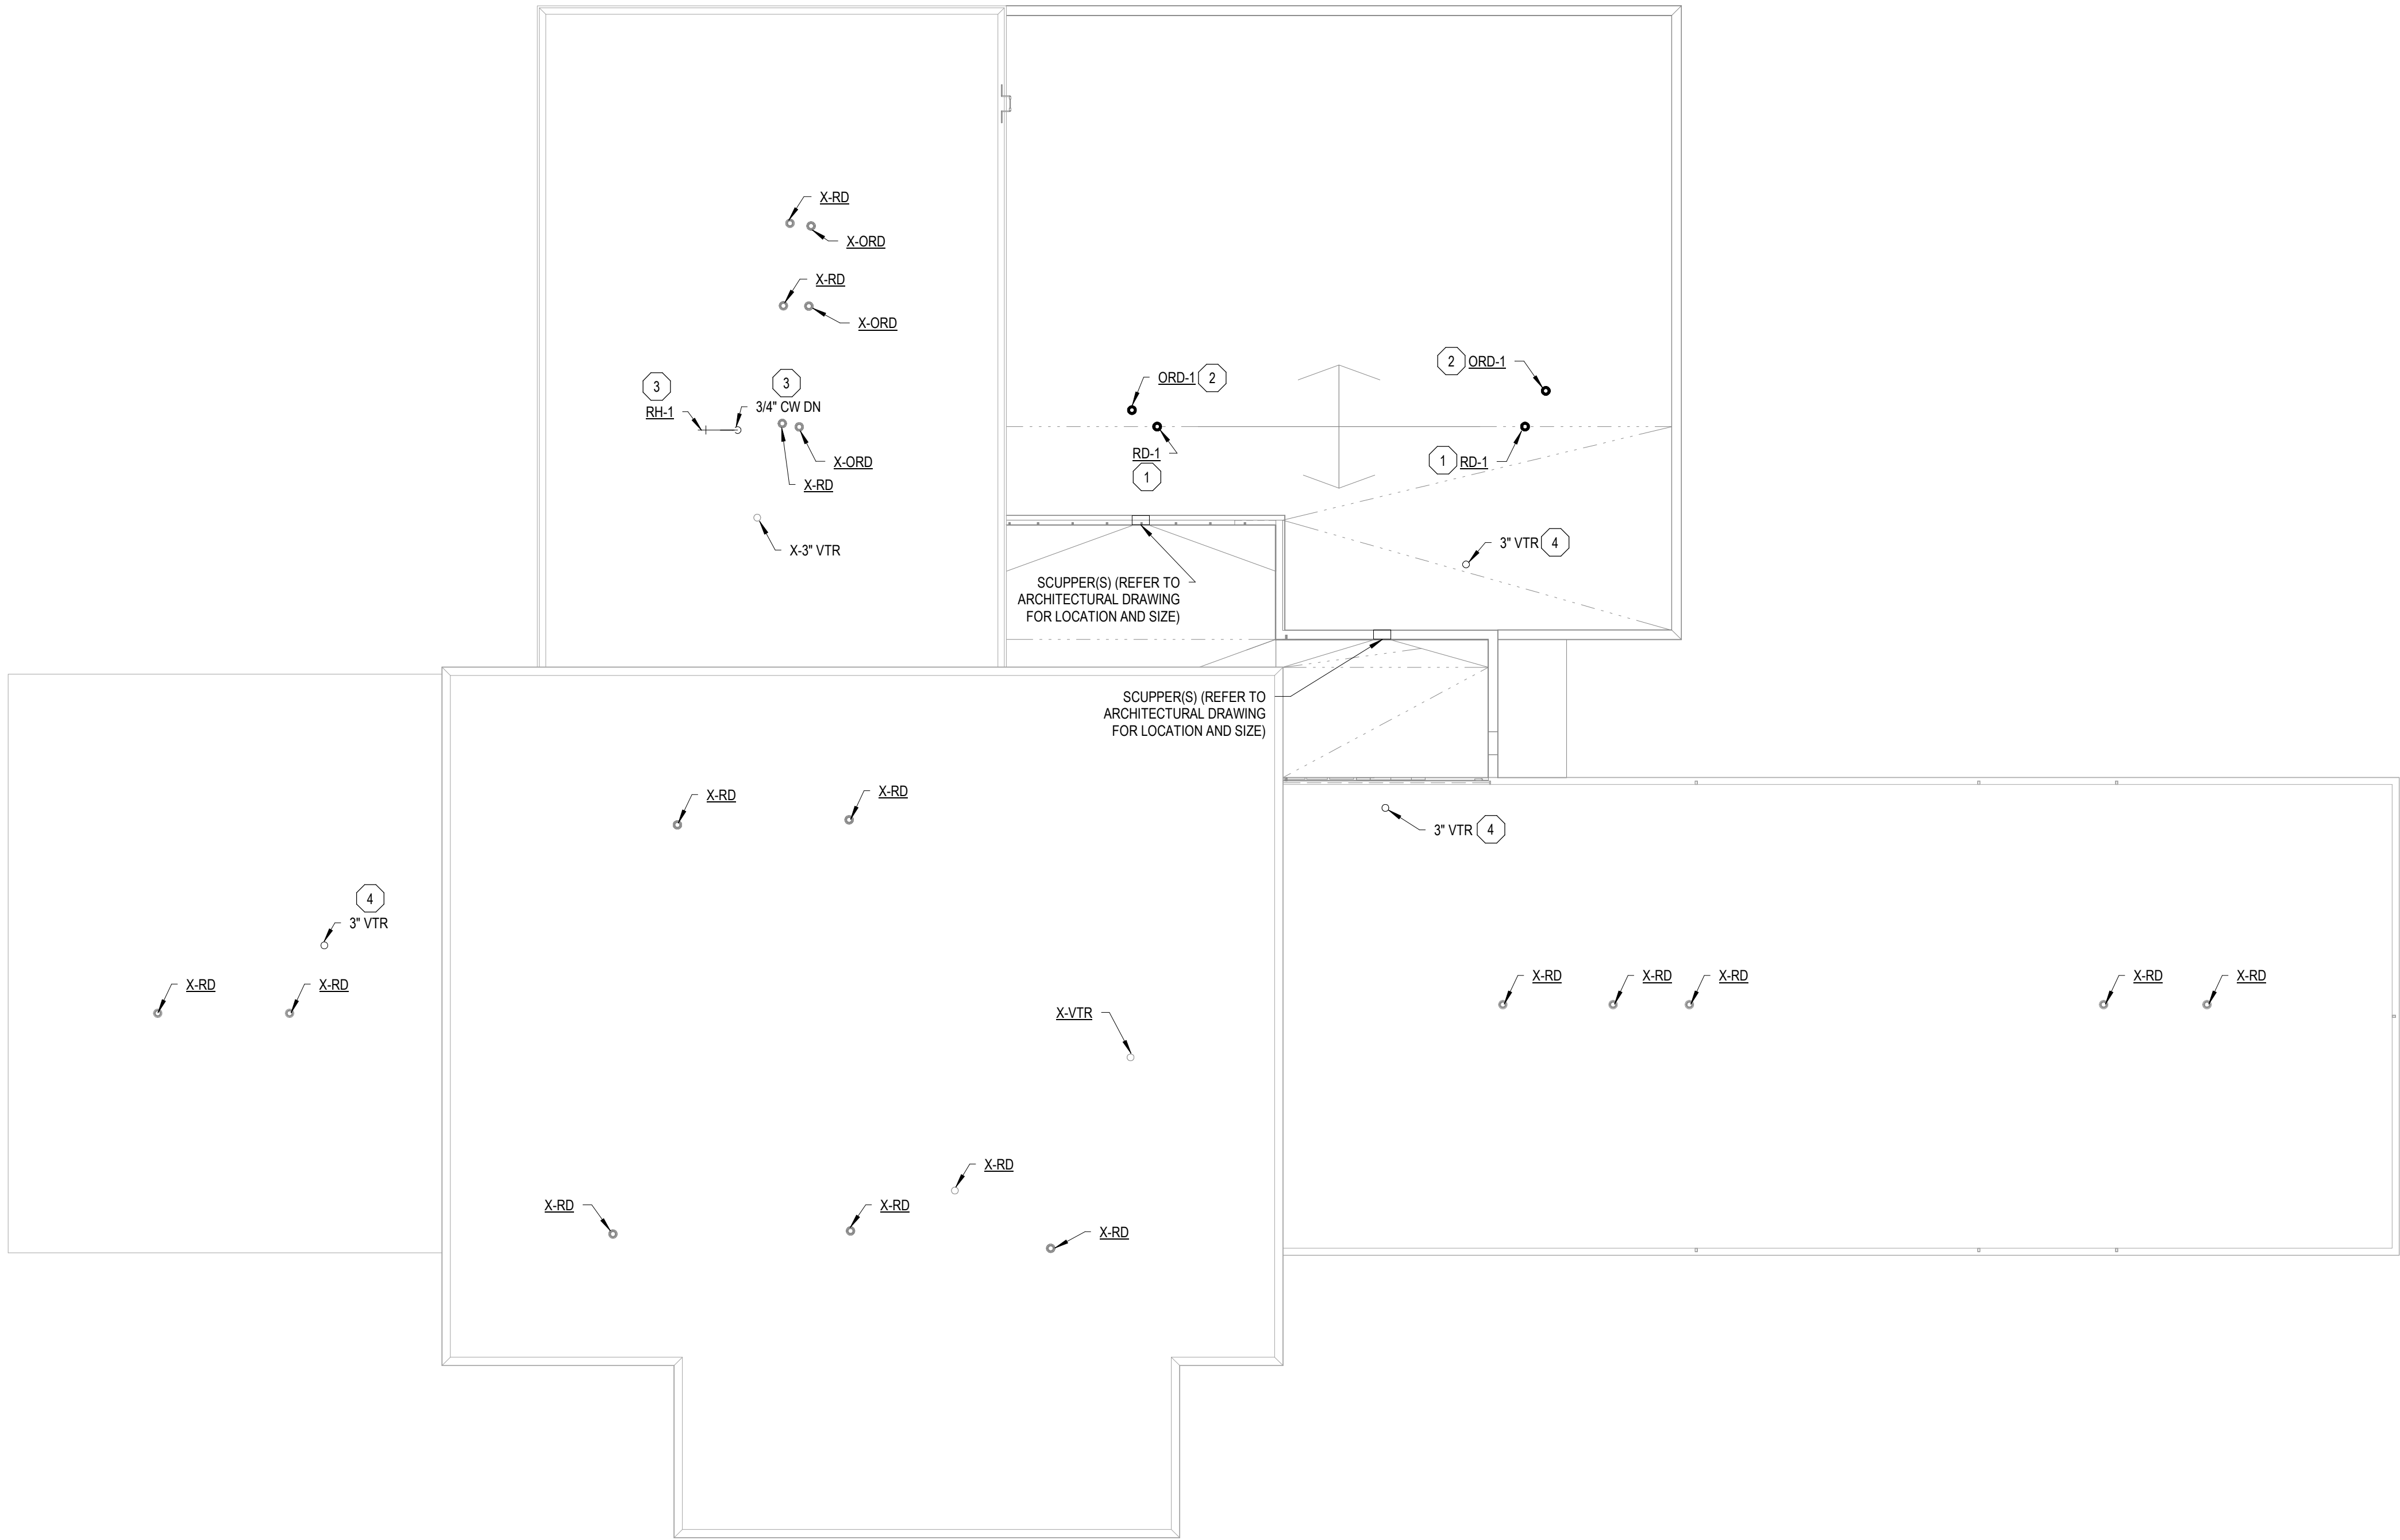 X-RD
X-ORD
X-RD
X-ORD
3
RH-1
3
3/4" CW DN
X-ORD
X-RD
X-3" VTR
ORD-1 2
2 ORD-1
RD-1
1
1 RD-1
3" VTR 4
SCUPPER(S) (REFER TO
ARCHITECTURAL DRAWING
FOR LOCATION AND SIZE)
SCUPPER(S) (REFER TO
ARCHITECTURAL DRAWING
FOR LOCATION AND SIZE)
X-RD
X-RD
3" VTR 4
4
3" VTR
X-RD
X-RD
X-VTR
X-RD
X-RD
X-RD
X-RD
X-RD
X-RD
X-RD
X-RD
X-RD